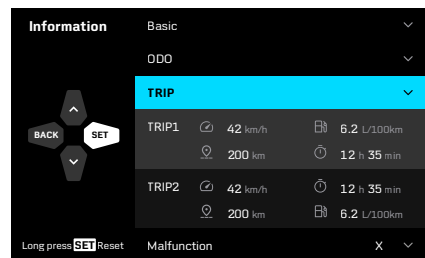 Information
Basic
ODO
TRIP
BACK SET
TRIP1 42 km/h 6.2 L/100km
200 km 12 h 35 min
TRIP2 42 km/h 12 h 35 min
200 km 6.2 L/100km
Long press SET Reset
Malfunction X